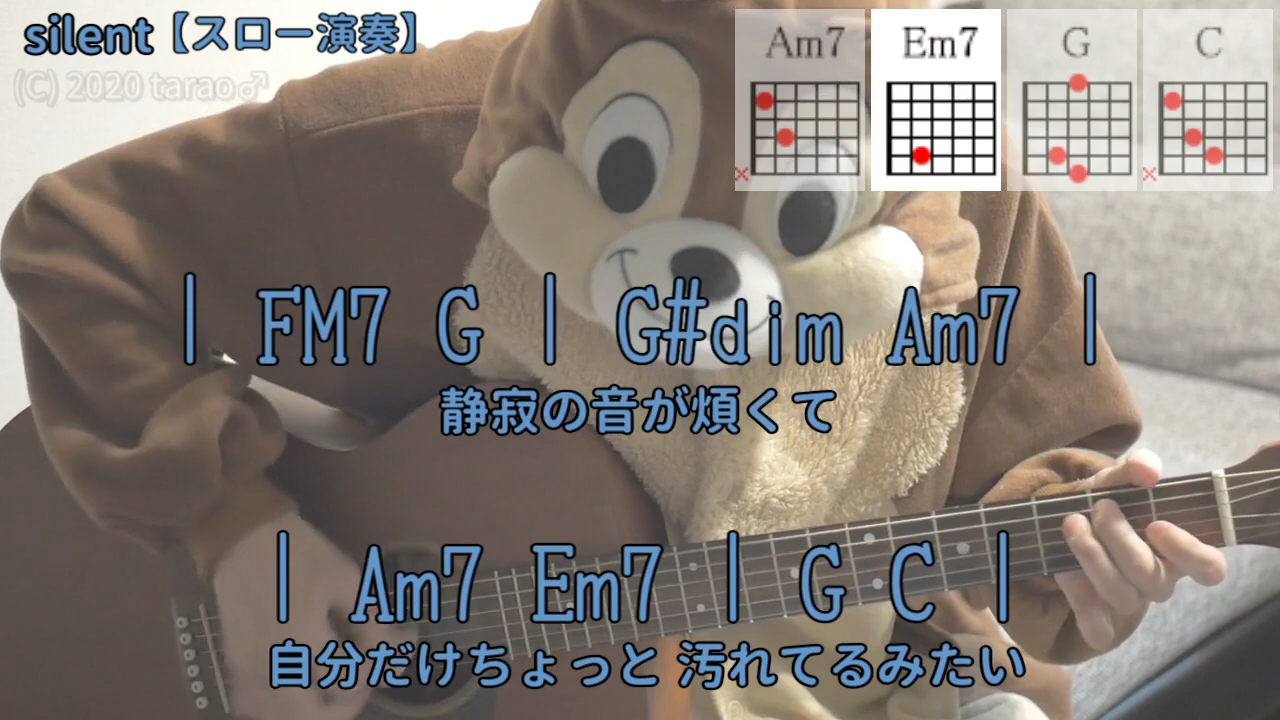 silent【スロー演奏】
(C) 2020 tarao♂
Am7 Em7 G C
× ×
| FM7 G | G#dim Am7 |
静寂の音が煩くて
| Am7 Em7 | G C |
自分だけちょっと 汚れてるみたい